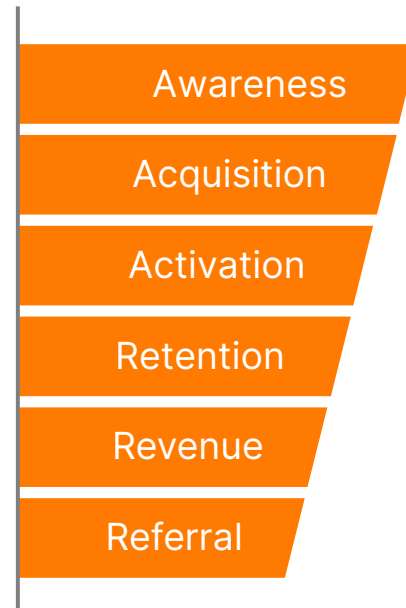 Awareness
Acquisition
Activation
Retention
Revenue
Referral